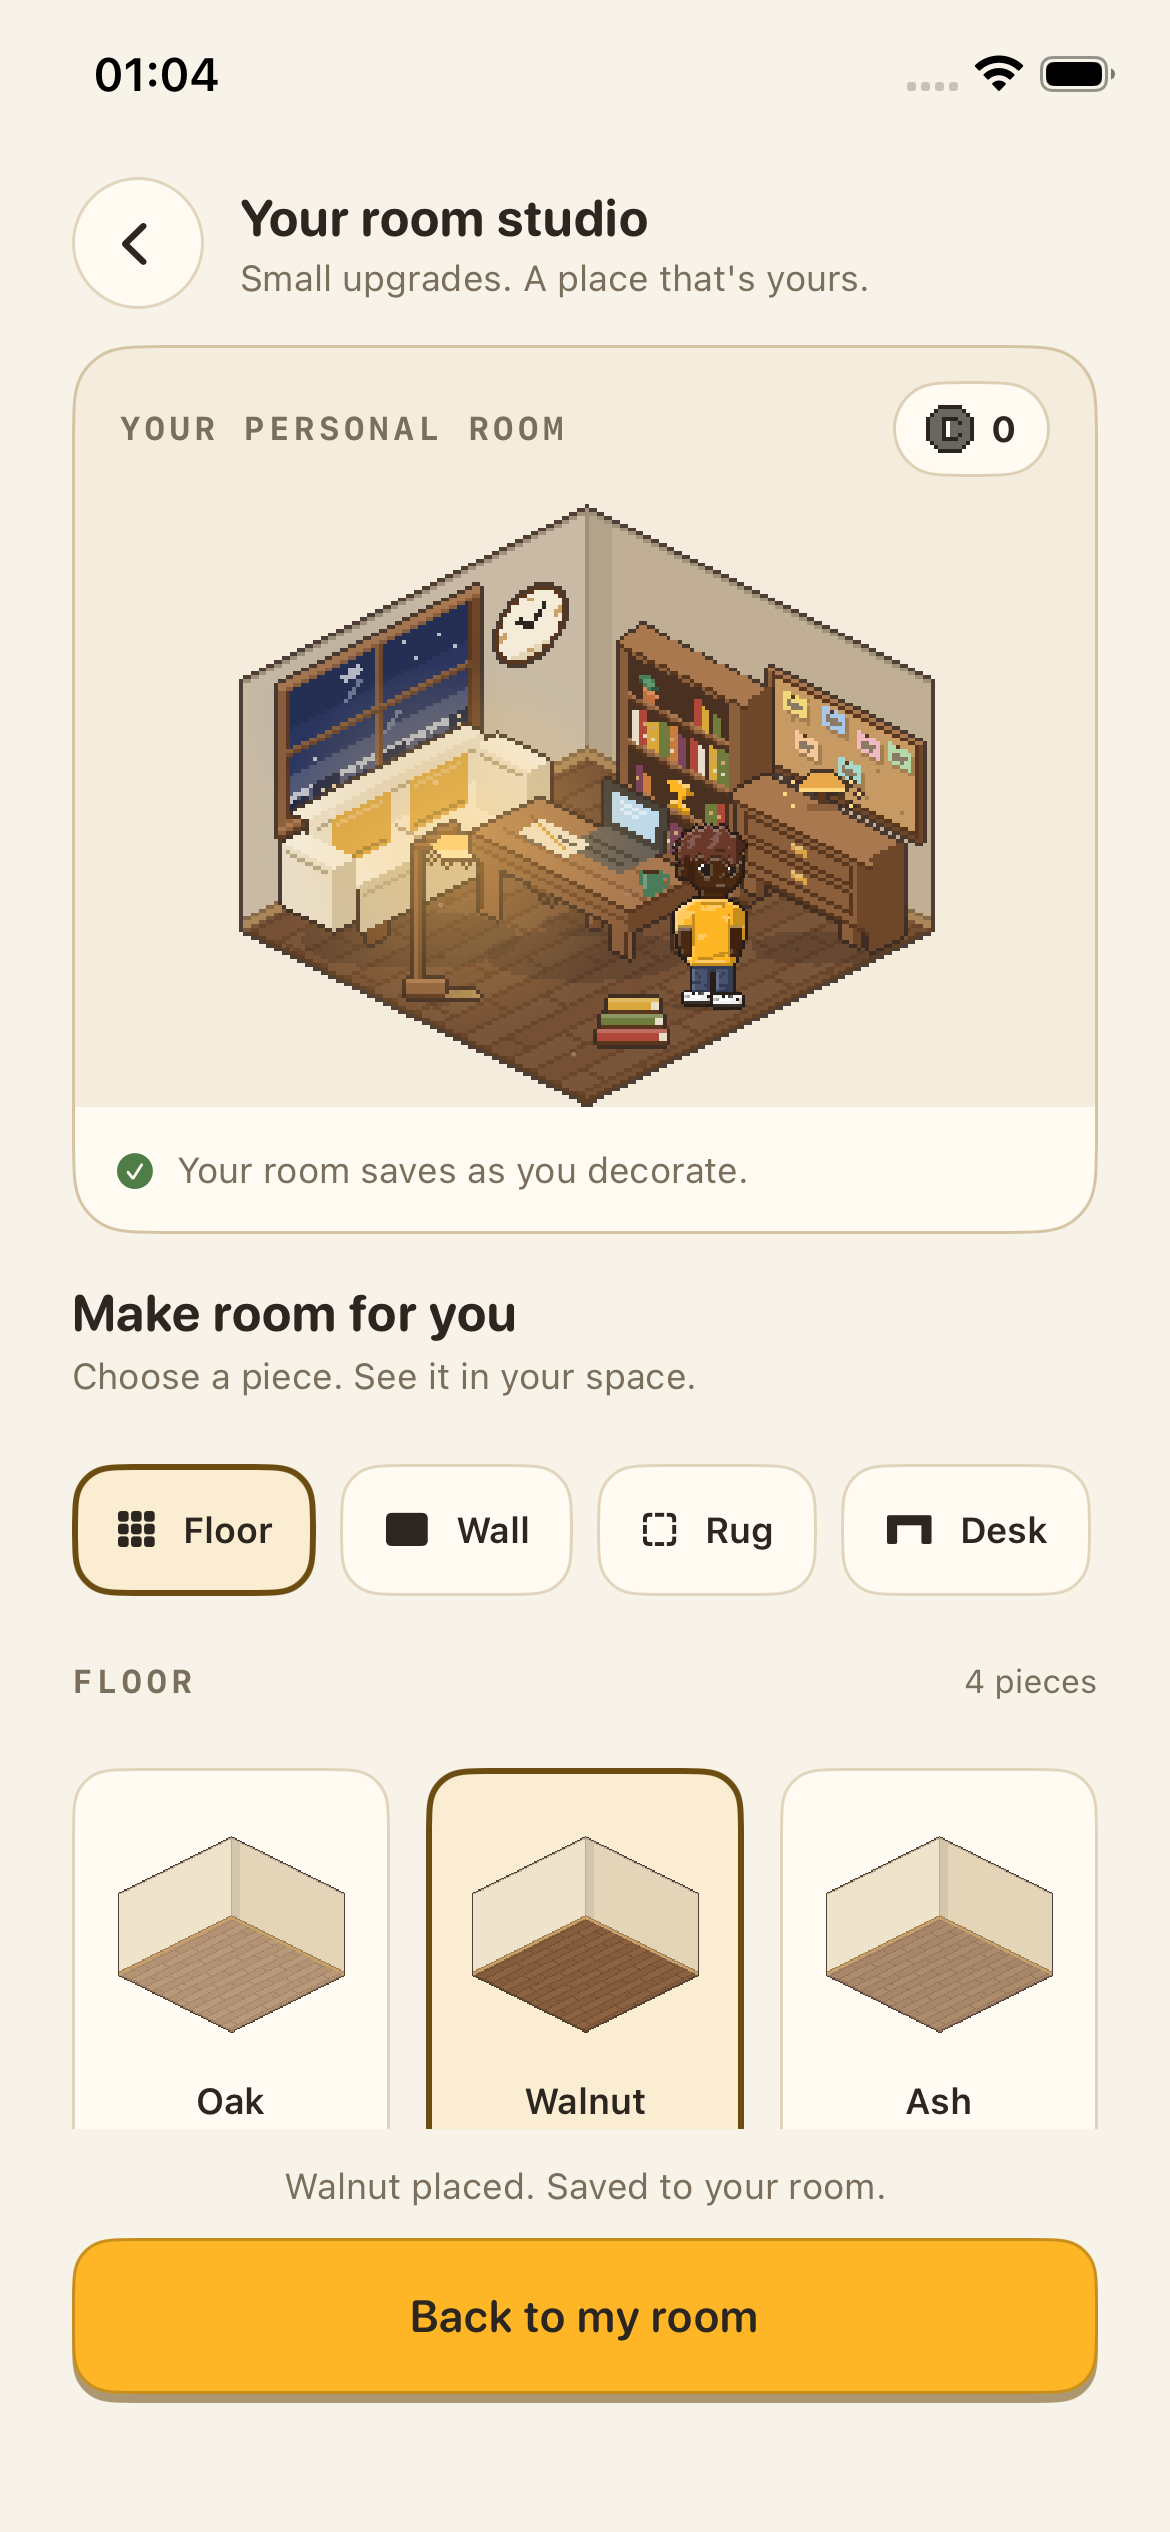 01:04
Your room studio
Small upgrades. A place that's yours.
YOUR PERSONAL ROOM
0
Your room saves as you decorate.
Make room for you
Choose a piece. See it in your space.
Floor
Wall
Rug
Desk
FLOOR
4 pieces
Oak
Walnut
Ash
Walnut placed. Saved to your room.
Back to my room